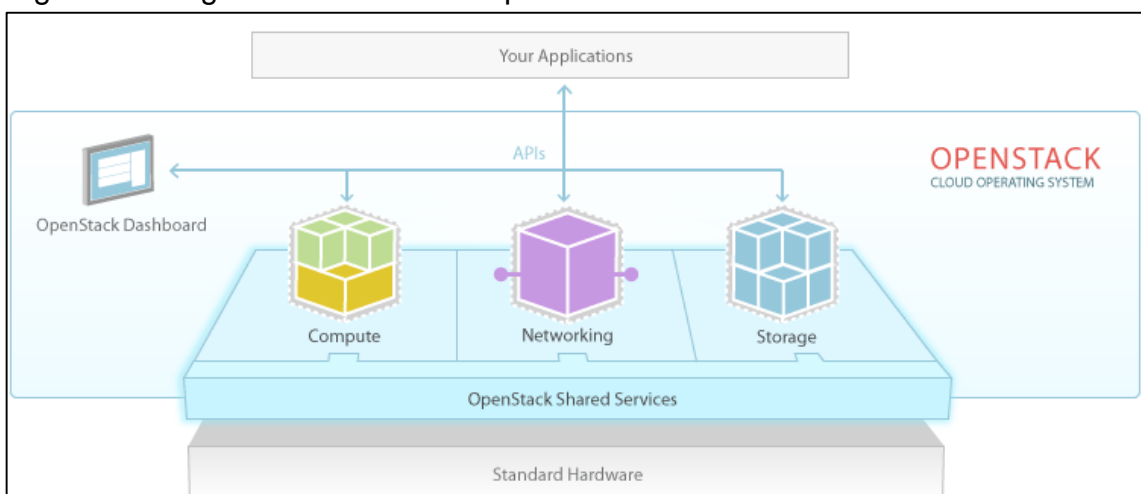 Your Applications
APIs
OPENSTACK
CLOUD OPERATING SYSTEM
OpenStack Dashboard
Compute
Networking
Storage
OpenStack Shared Services
Standard Hardware